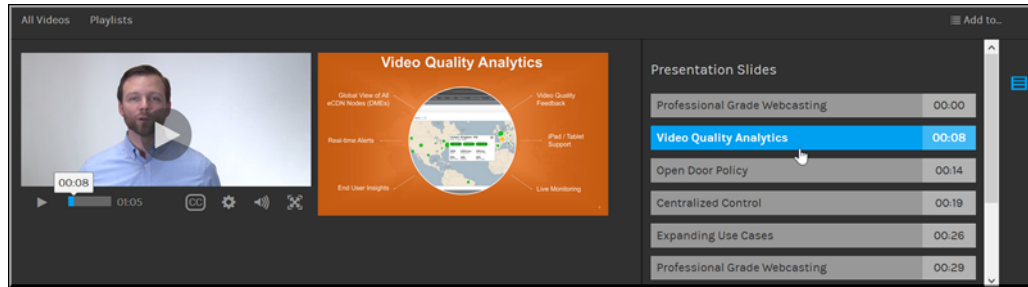 All Videos Playlists
Add to...
Video Quality Analytics
Global View of All
eCDN Nodes (DMEs)
Video Quality
Feedback
Real-time Alerts
iPad / Tablet
Support
End User Insights
Live Monitoring
00:08
01:05
CC
Presentation Slides
Professional Grade Webcasting 00:00
Video Quality Analytics 00:08
Open Door Policy 00:14
Centralized Control 00:19
Expanding Use Cases 00:26
Professional Grade Webcasting 00:29